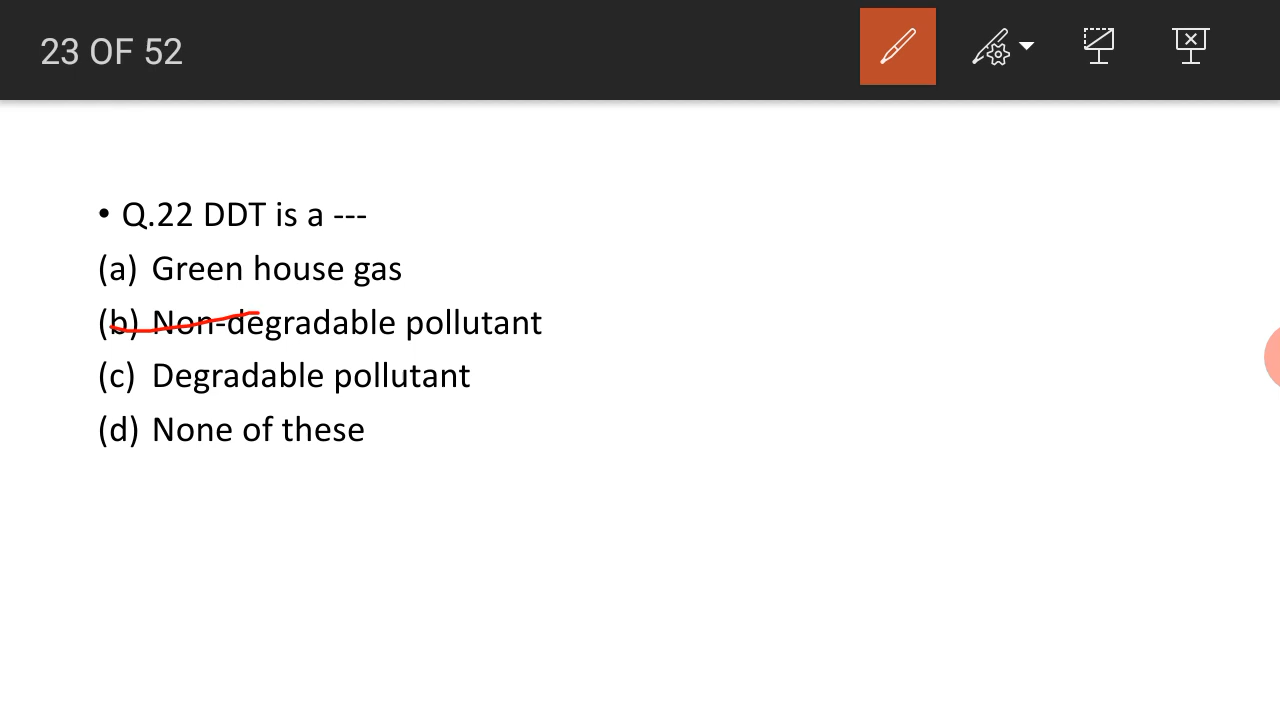 23 OF 52
• Q.22 DDT is a ---
(a) Green house gas
(b) Non-degradable pollutant
(c) Degradable pollutant
(d) None of these